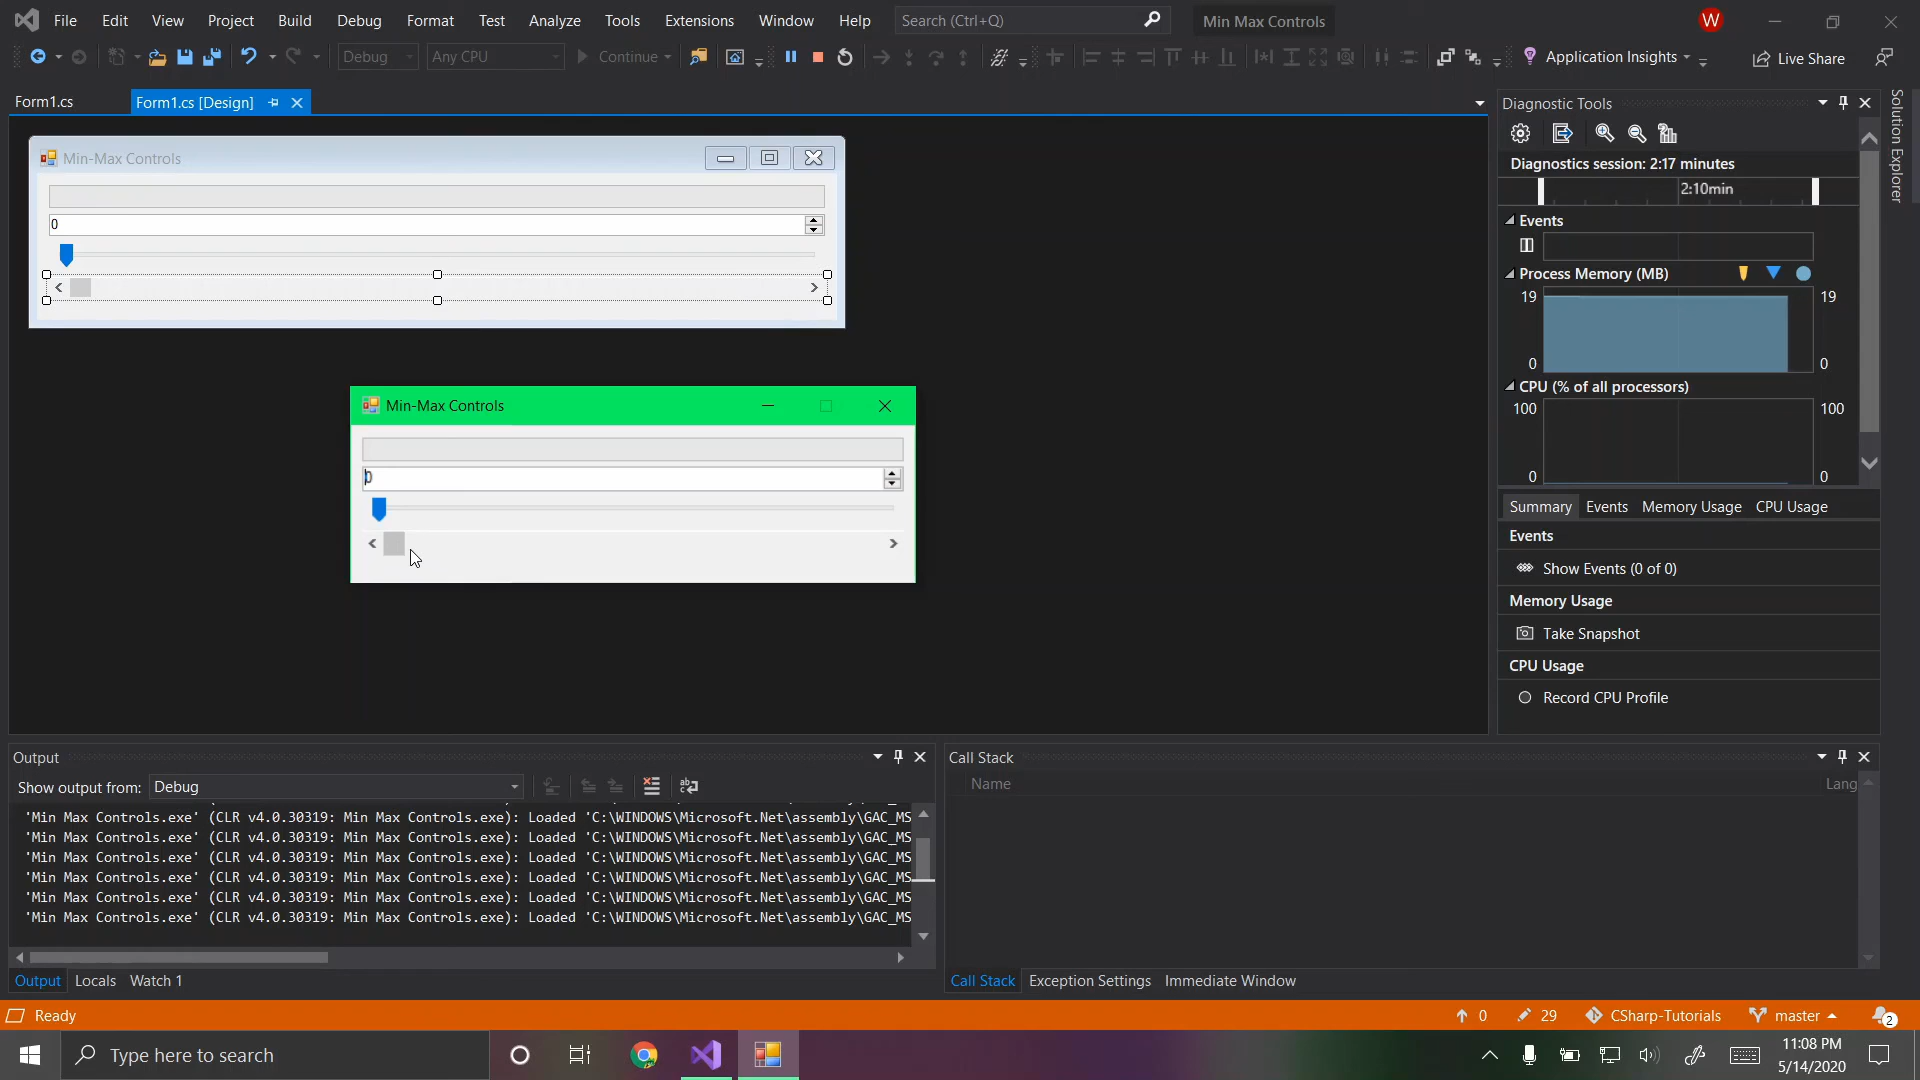 File Edit View Project Build Debug Format Test Analyze Tools Extensions Window Help Search (Ctrl+Q) Min Max Controls W
Debug Any CPU Continue Application Insights Live Share
Form1.cs Form1.cs [Design]
Diagnostic Tools
Solution Explorer
Min-Max Controls
0
Diagnostics session: 2:17 minutes
2:10min
Events
Process Memory (MB)
19 19
0 0
CPU (% of all processors)
100 100
0 0
Min-Max Controls
0
Summary Events Memory Usage CPU Usage
Events
Show Events (0 of 0)
Memory Usage
Take Snapshot
CPU Usage
Record CPU Profile
Output
Show output from: Debug
'Min Max Controls.exe' (CLR v4.0.30319: Min Max Controls.exe): Loaded 'C:\WINDOWS\Microsoft.Net\assembly\GAC_MS
'Min Max Controls.exe' (CLR v4.0.30319: Min Max Controls.exe): Loaded 'C:\WINDOWS\Microsoft.Net\assembly\GAC_MS
'Min Max Controls.exe' (CLR v4.0.30319: Min Max Controls.exe): Loaded 'C:\WINDOWS\Microsoft.Net\assembly\GAC_MS
'Min Max Controls.exe' (CLR v4.0.30319: Min Max Controls.exe): Loaded 'C:\WINDOWS\Microsoft.Net\assembly\GAC_MS
'Min Max Controls.exe' (CLR v4.0.30319: Min Max Controls.exe): Loaded 'C:\WINDOWS\Microsoft.Net\assembly\GAC_MS
'Min Max Controls.exe' (CLR v4.0.30319: Min Max Controls.exe): Loaded 'C:\WINDOWS\Microsoft.Net\assembly\GAC_MS
Output Locals Watch 1
Call Stack
Name Lang
Call Stack Exception Settings Immediate Window
Ready 0 29 CSharp-Tutorials master 2
Type here to search
11:08 PM
5/14/2020